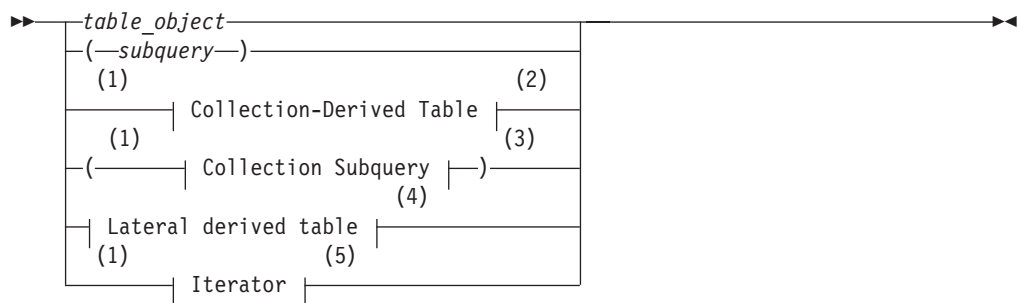 table_object
( subquery )
(1) (2)
Collection-Derived Table
(1) (3)
( Collection Subquery )
(4)
Lateral derived table
(1) (5)
Iterator